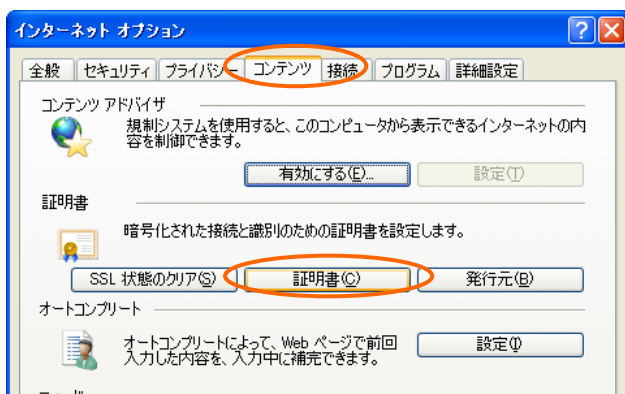 インターネット オプション
全般 セキュリティ プライバシー コンテンツ 接続 プログラム 詳細設定
コンテンツ アドバイザ
規制システムを使用すると、このコンピュータから表示できるインターネットの内
容を制御できます。
有効にする(E)... 設定(T)
証明書
暗号化された接続と識別のための証明書を設定します。
SSL 状態のクリア(S) 証明書(C) 発行元(B)
オートコンプリート
オートコンプリートによって、Web ページで前回
入力した内容を、入力中に補完できます。
設定(I)